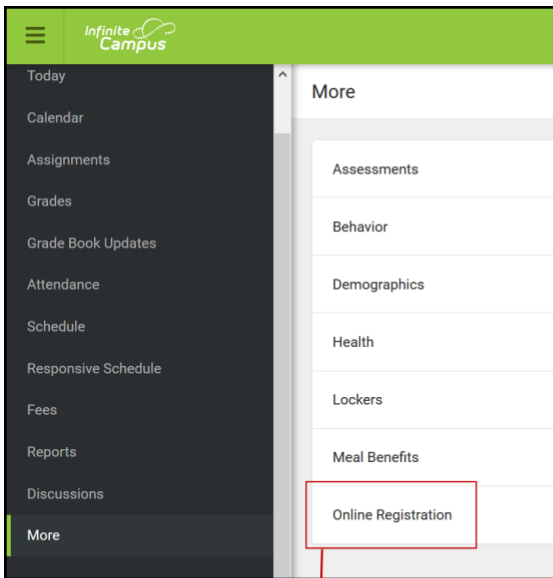 Infinite
Campus
Today
Calendar
Assignments
Grades
Grade Book Updates
Attendance
Schedule
Responsive Schedule
Fees
Reports
Discussions
More
More
Assessments
Behavior
Demographics
Health
Lockers
Meal Benefits
Online Registration